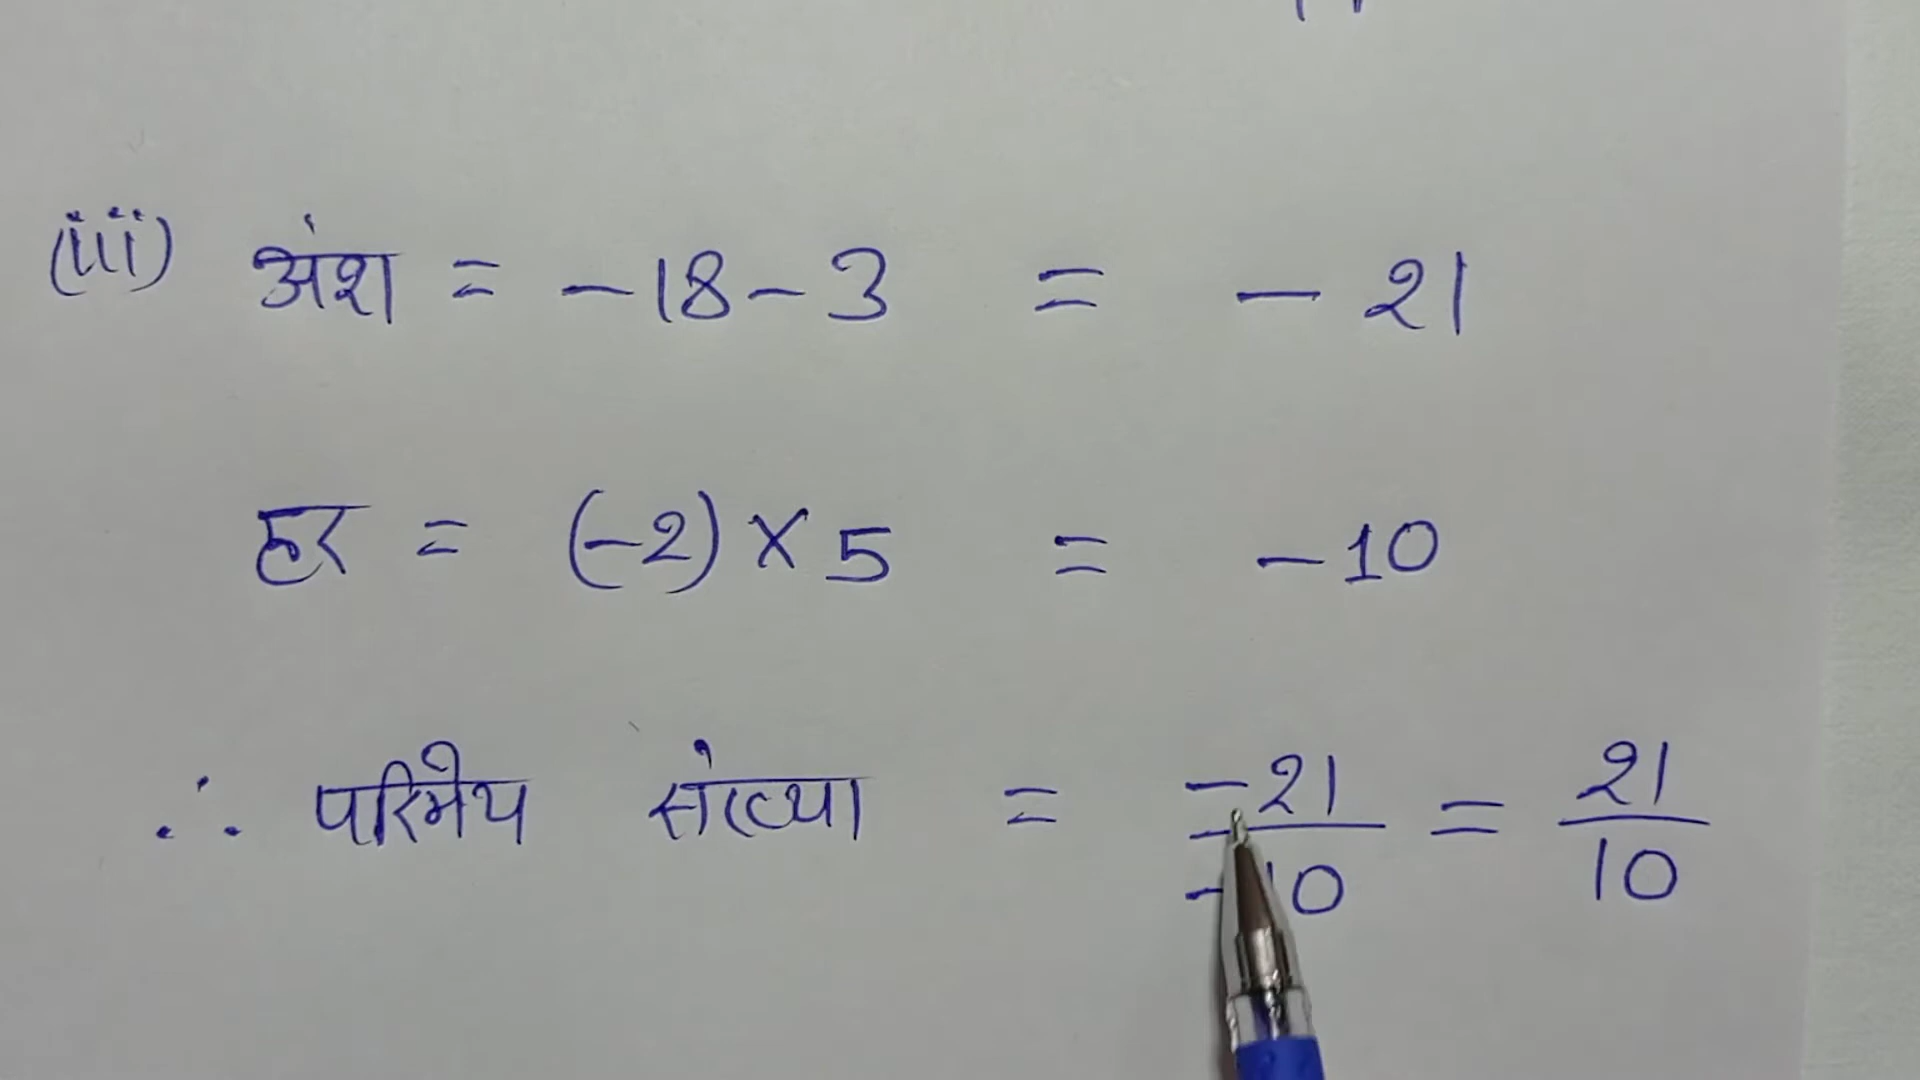 (iii) अंश = -18-3 = - 21
हर = (-2) × 5 = -10
∴ परिमेय संख्या = -21/-10 = 21/10